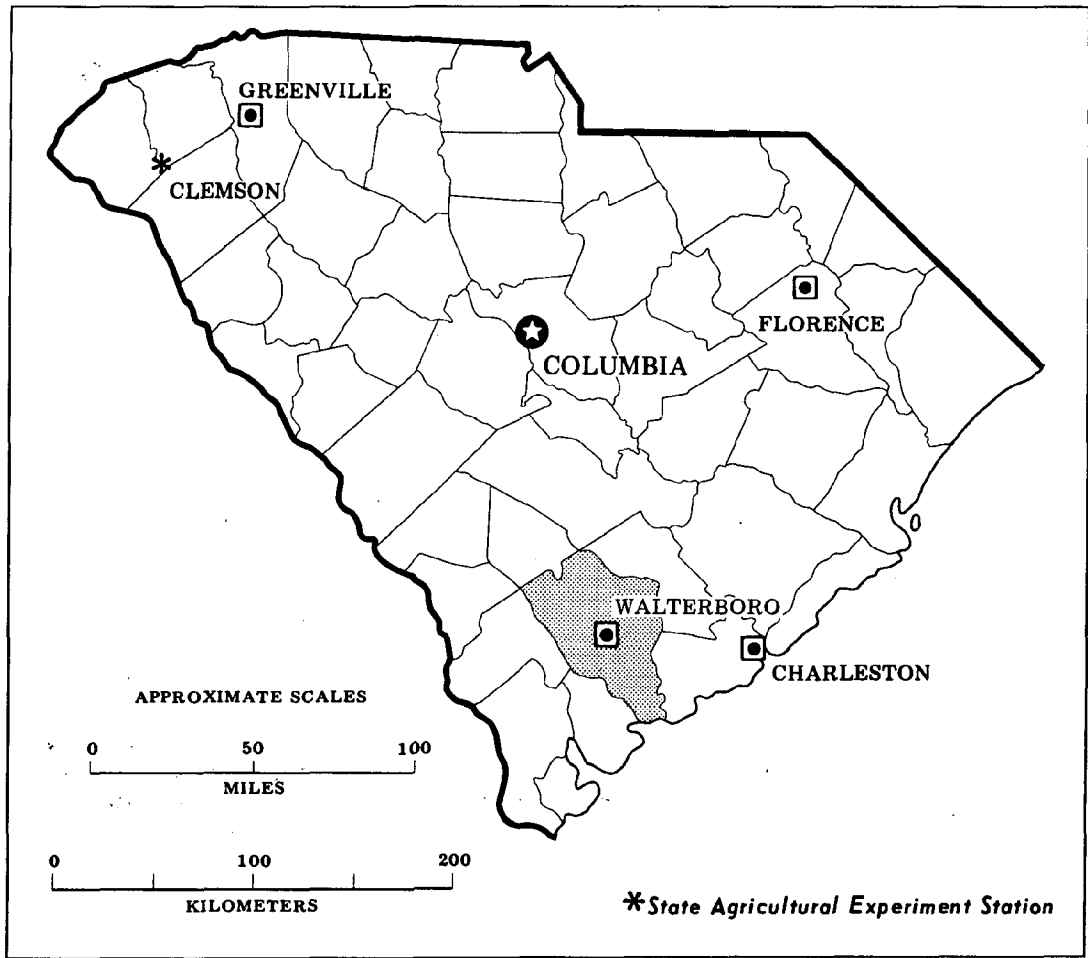 GREENVILLE
CLEMSON
FLORENCE
COLUMBIA
WALTERBORO
CHARLESTON
APPROXIMATE SCALES
0 50 100
MILES
0 100 200
KILOMETERS
*State Agricultural Experiment Station